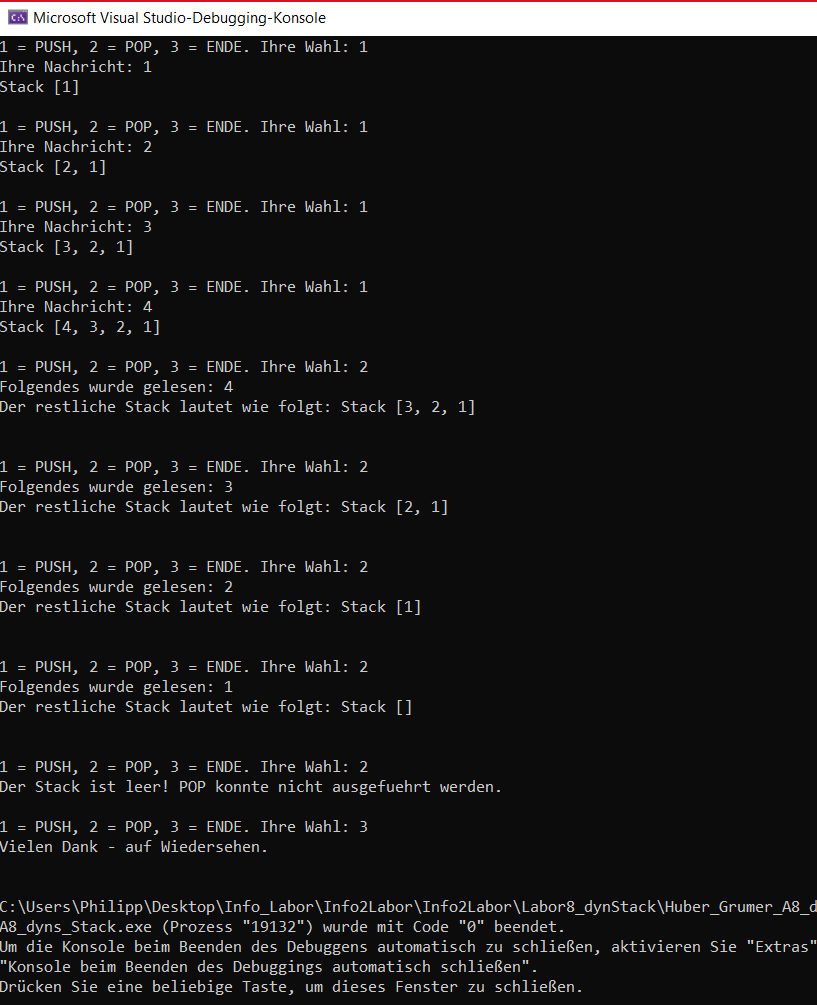 C:\ Microsoft Visual Studio-Debugging-Konsole
1 = PUSH, 2 = POP, 3 = ENDE. Ihre Wahl: 1
Ihre Nachricht: 1
Stack [1]
1 = PUSH, 2 = POP, 3 = ENDE. Ihre Wahl: 1
Ihre Nachricht: 2
Stack [2, 1]
1 = PUSH, 2 = POP, 3 = ENDE. Ihre Wahl: 1
Ihre Nachricht: 3
Stack [3, 2, 1]
1 = PUSH, 2 = POP, 3 = ENDE. Ihre Wahl: 1
Ihre Nachricht: 4
Stack [4, 3, 2, 1]
1 = PUSH, 2 = POP, 3 = ENDE. Ihre Wahl: 2
Folgendes wurde gelesen: 4
Der restliche Stack lautet wie folgt: Stack [3, 2, 1]
1 = PUSH, 2 = POP, 3 = ENDE. Ihre Wahl: 2
Folgendes wurde gelesen: 3
Der restliche Stack lautet wie folgt: Stack [2, 1]
1 = PUSH, 2 = POP, 3 = ENDE. Ihre Wahl: 2
Folgendes wurde gelesen: 2
Der restliche Stack lautet wie folgt: Stack [1]
1 = PUSH, 2 = POP, 3 = ENDE. Ihre Wahl: 2
Folgendes wurde gelesen: 1
Der restliche Stack lautet wie folgt: Stack []
1 = PUSH, 2 = POP, 3 = ENDE. Ihre Wahl: 2
Der Stack ist leer! POP konnte nicht ausgefuehrt werden.
1 = PUSH, 2 = POP, 3 = ENDE. Ihre Wahl: 3
Vielen Dank - auf Wiedersehen.
C:\Users\Philipp\Desktop\Info_Labor\Info2Labor\Info2Labor\Labor8_dynStack\Huber_Grumer_A8_d
A8_dyns_Stack.exe (Prozess "19132") wurde mit Code "0" beendet.
Um die Konsole beim Beenden des Debuggens automatisch zu schließen, aktivieren Sie "Extras"
"Konsole beim Beenden des Debuggings automatisch schließen".
Drücken Sie eine beliebige Taste, um dieses Fenster zu schließen.